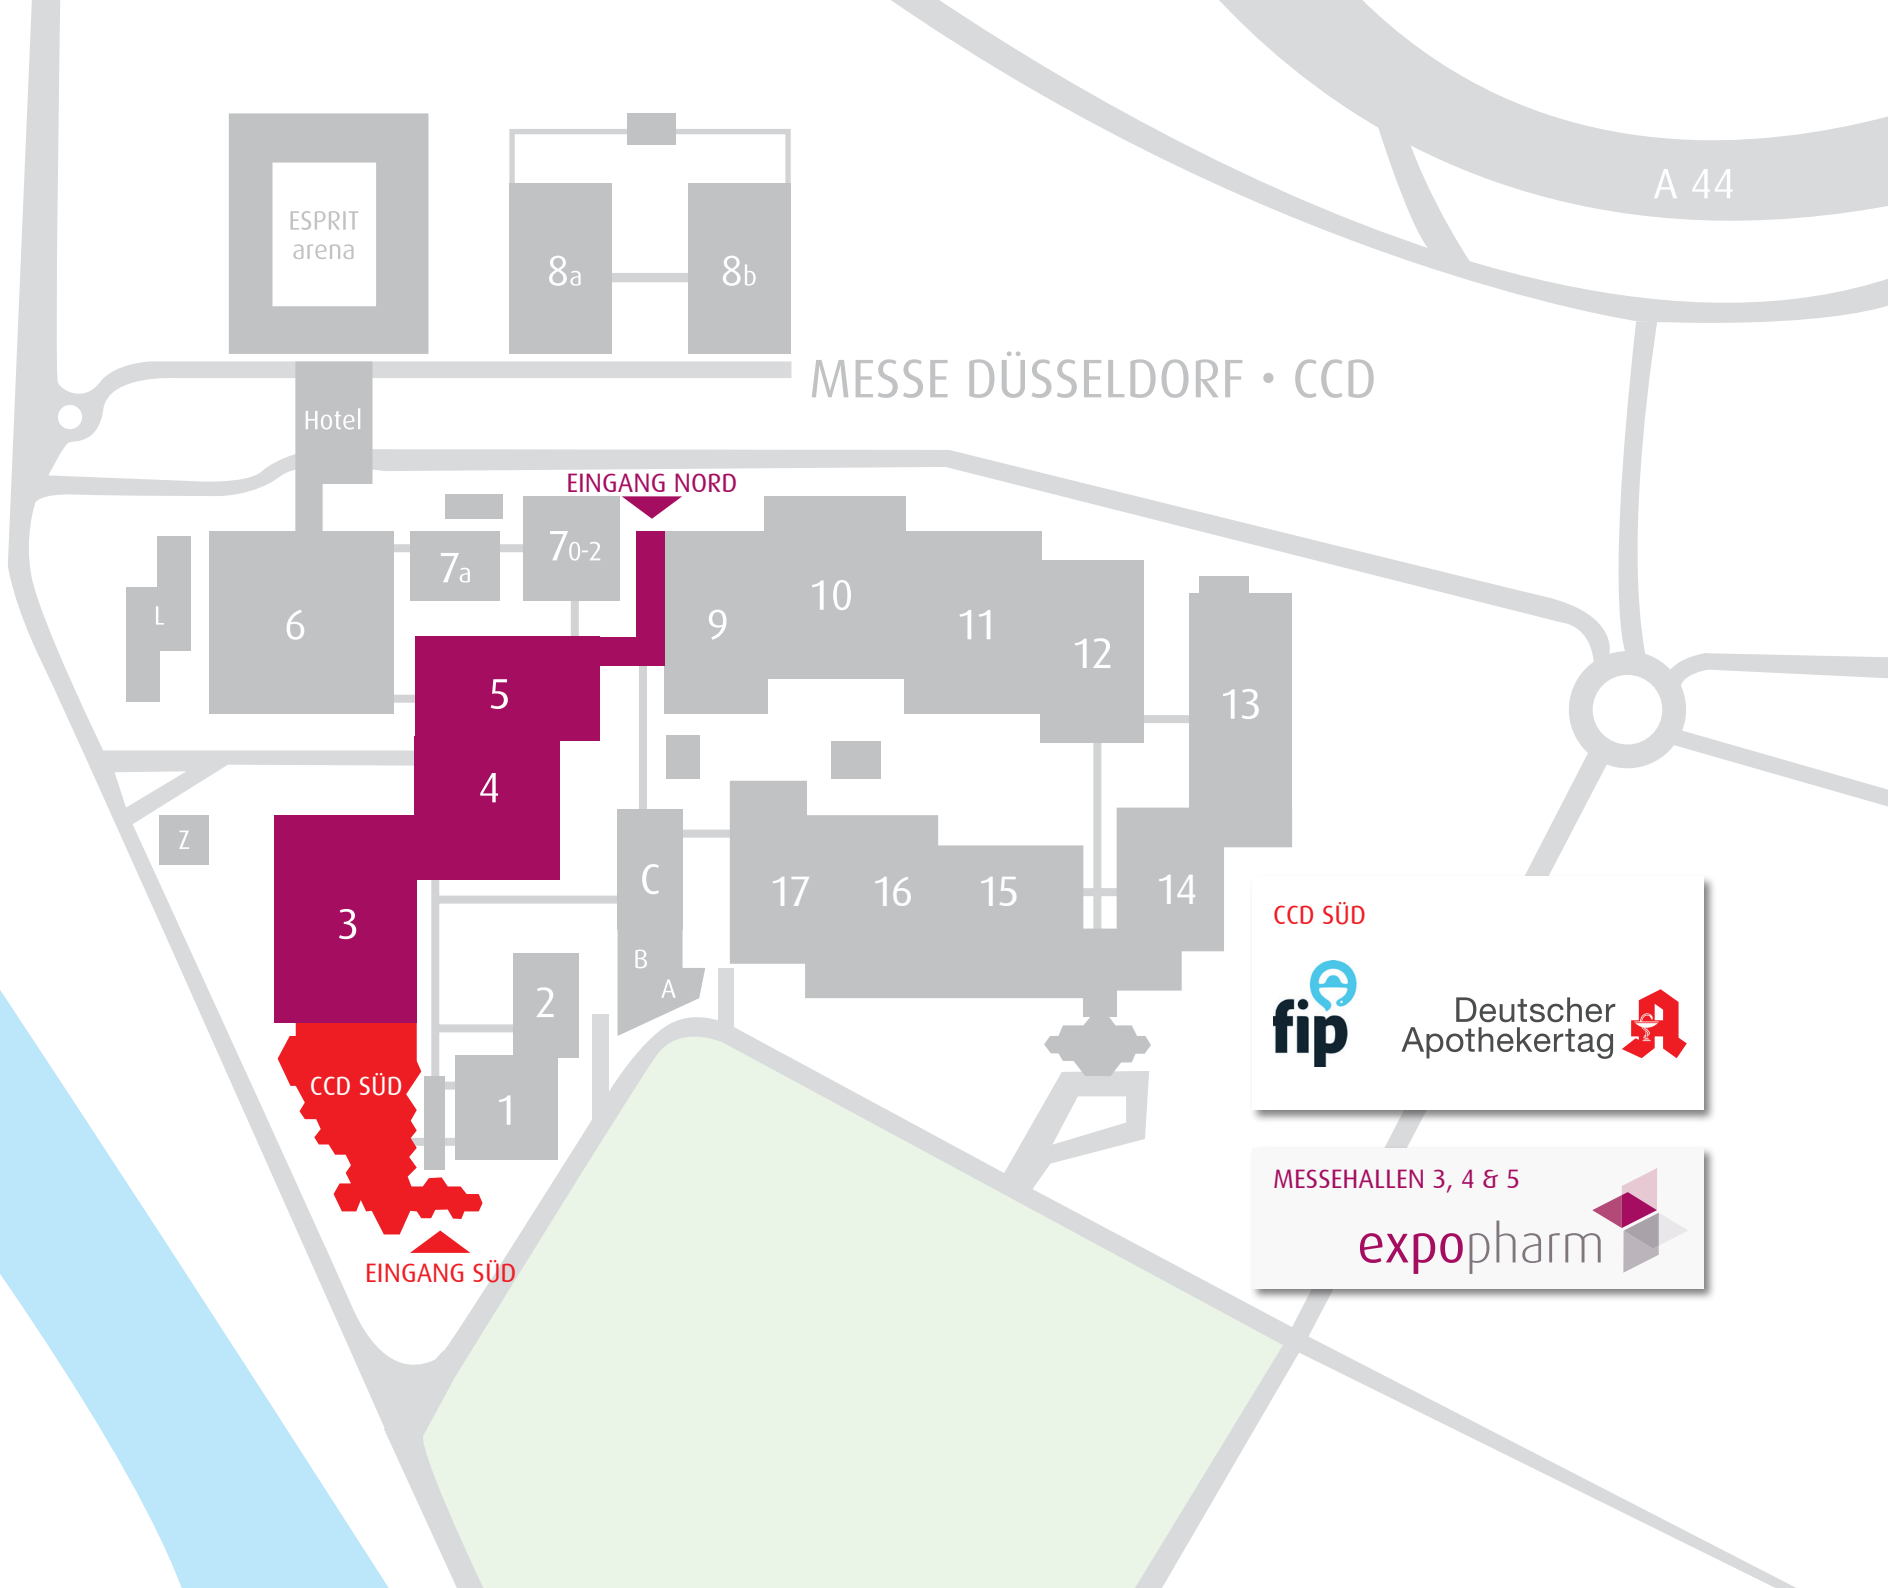 A 44
ESPRIT
arena
8a
8b
MESSE DÜSSELDORF • CCD
Hotel
EINGANG NORD
7a
70-2
L
6
9
10
11
12
13
5
4
Z
3
C
B
A
17
16
15
14
2
1
CCD SÜD
EINGANG SÜD
CCD SÜD
fip
Deutscher
Apothekertag
MESSEHALLEN 3, 4 & 5
expopharm